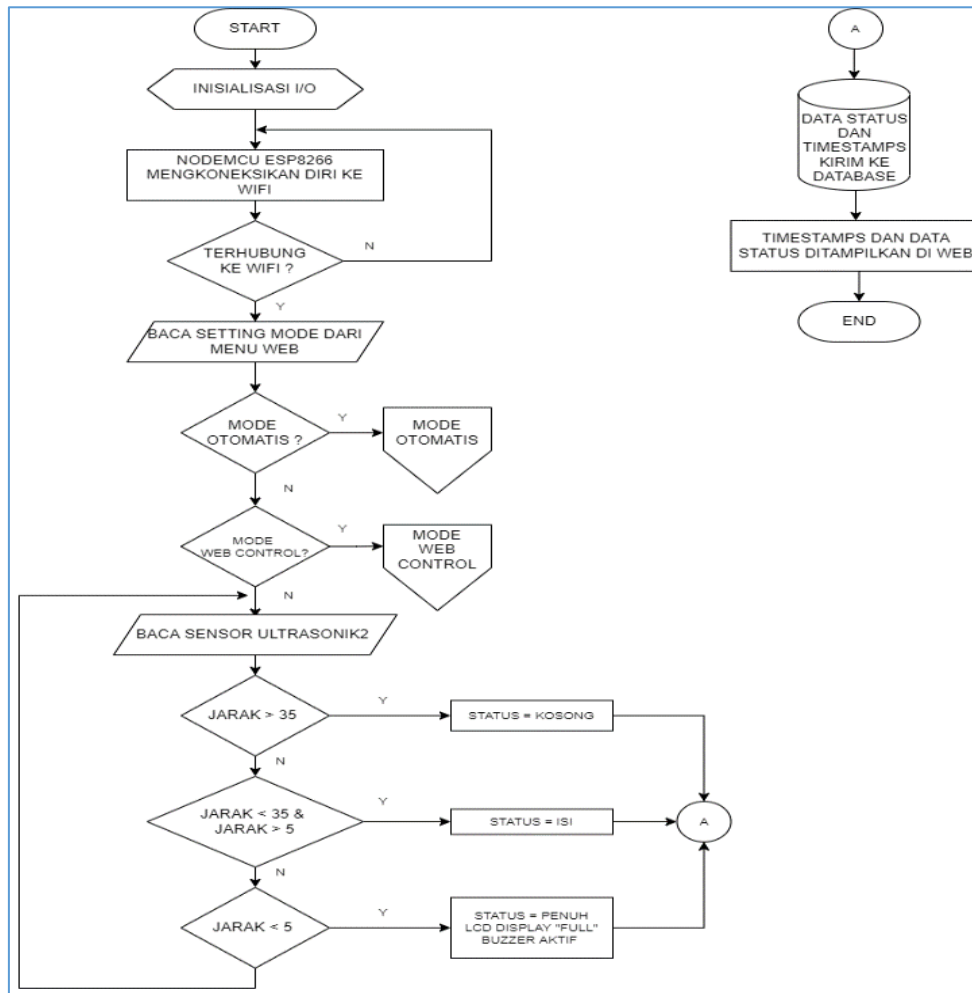 START
INISIALISASI I/O
NODEMCU ESP8266
MENGKONEKSIKAN DIRI KE
WIFI
TERHUBUNG
KE WIFI ?
N
Y
BACA SETTING MODE DARI
MENU WEB
MODE
OTOMATIS ?
Y
MODE
OTOMATIS
N
MODE
WEB CONTROL?
Y
MODE
WEB
CONTROL
N
BACA SENSOR ULTRASONIK2
JARAK > 35
Y
STATUS = KOSONG
N
JARAK < 35 &
JARAK > 5
Y
STATUS = ISI
A
N
JARAK < 5
Y
STATUS = PENUH
LCD DISPLAY "FULL"
BUZZER AKTIF
A
DATA STATUS
DAN
TIMESTAMPS
KIRIM KE
DATABASE
TIMESTAMPS DAN DATA
STATUS DITAMPILKAN DI WEB
END